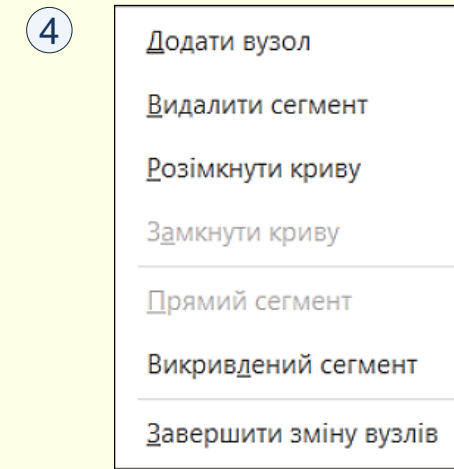 4
Додати вузол
Видалити сегмент
Розімкнути криву
Замкнути криву
Прямий сегмент
Викривлений сегмент
Завершити зміну вузлів